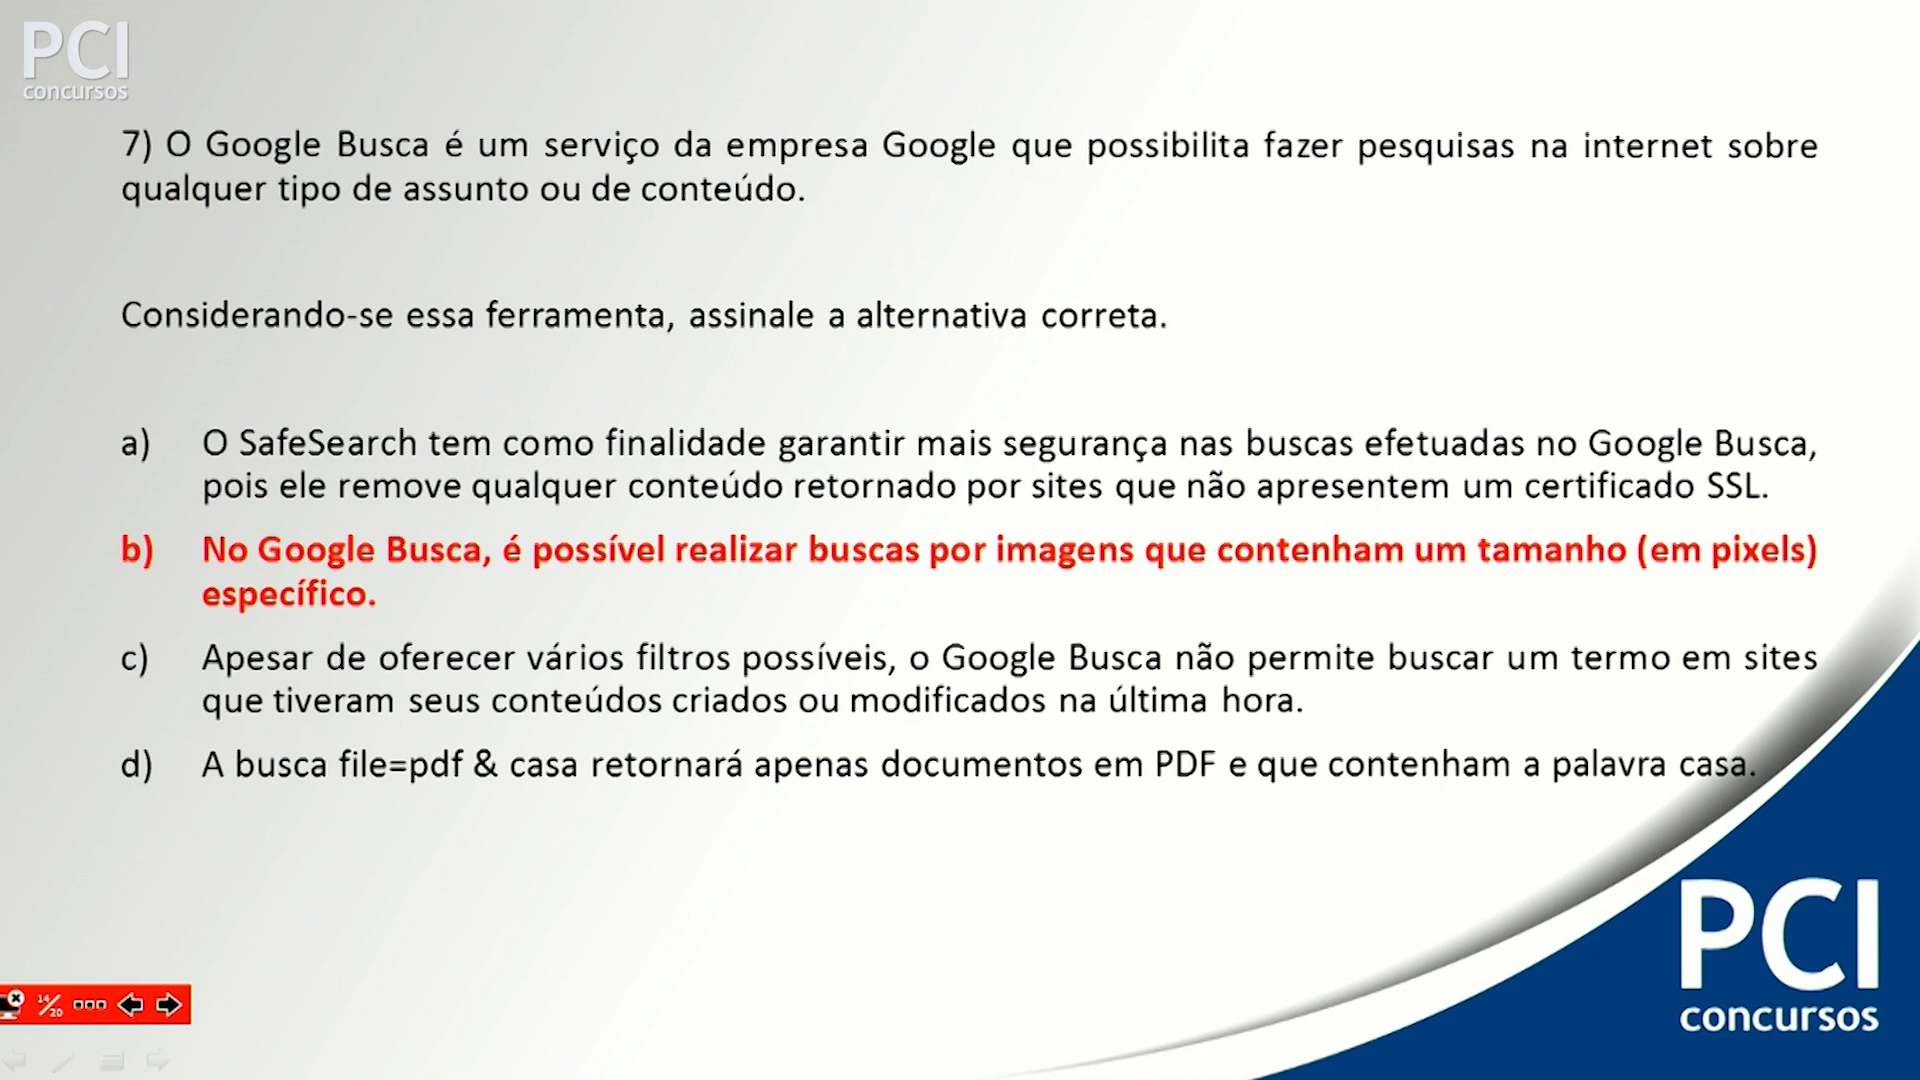 PCI
concursos
7) O Google Busca é um serviço da empresa Google que possibilita fazer pesquisas na internet sobre
qualquer tipo de assunto ou de conteúdo.
Considerando-se essa ferramenta, assinale a alternativa correta.
a) O SafeSearch tem como finalidade garantir mais segurança nas buscas efetuadas no Google Busca,
pois ele remove qualquer conteúdo retornado por sites que não apresentem um certificado SSL.
b) No Google Busca, é possível realizar buscas por imagens que contenham um tamanho (em pixels)
específico.
c) Apesar de oferecer vários filtros possíveis, o Google Busca não permite buscar um termo em sites
que tiveram seus conteúdos criados ou modificados na última hora.
d) A busca file=pdf & casa retornará apenas documentos em PDF e que contenham a palavra casa.
PCI
concursos
14/20